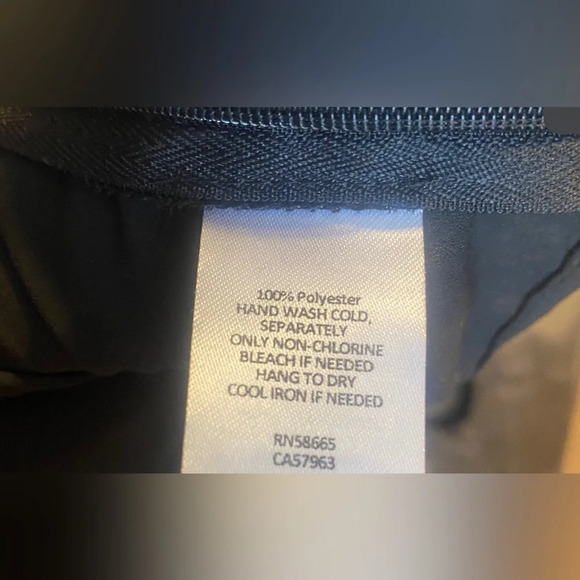 100% Polyester
HAND WASH COLD,
SEPARATELY
ONLY NON-CHLORINE
BLEACH IF NEEDED
HANG TO DRY
COOL IRON IF NEEDED
RN58665
CA57963